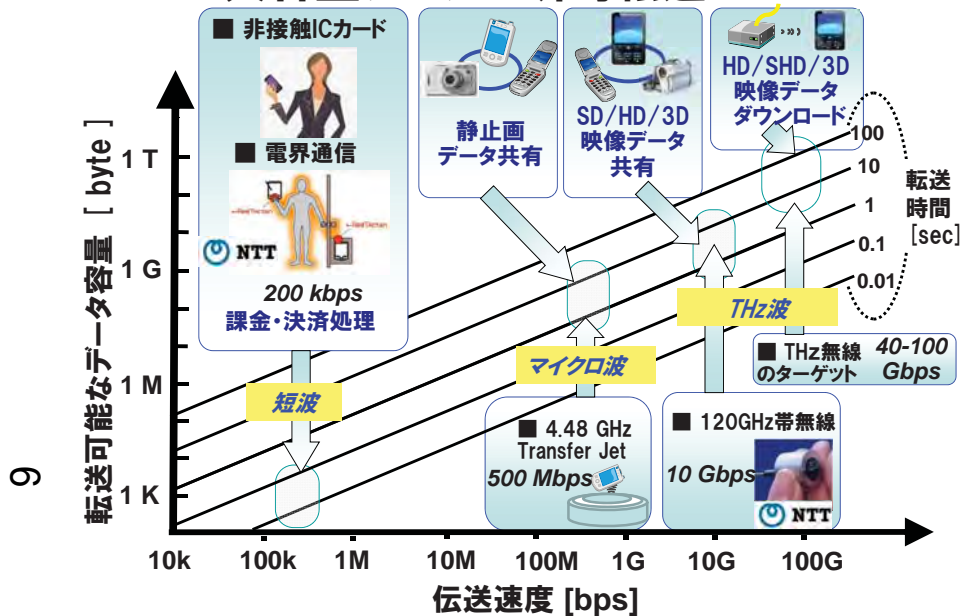 ■ 非接触ICカード
■ 電界通信
NTT
200 kbps
課金・決済処理
静止画
データ共有
SD/HD/3D
映像データ
共有
HD/SHD/3D
映像データ
ダウンロード
転送可能なデータ容量 [ byte ]
1 T
1 G
1 M
1 K
100
10
1
0.1
0.01
転送
時間
[sec]
短波
マイクロ波
THz波
■ THz無線 40-100
のターゲット Gbps
■ 4.48 GHz
Transfer Jet
500 Mbps
■ 120GHz帯無線
10 Gbps
NTT
10k 100k 1M 10M 100M 1G 10G 100G
伝送速度 [bps]
9